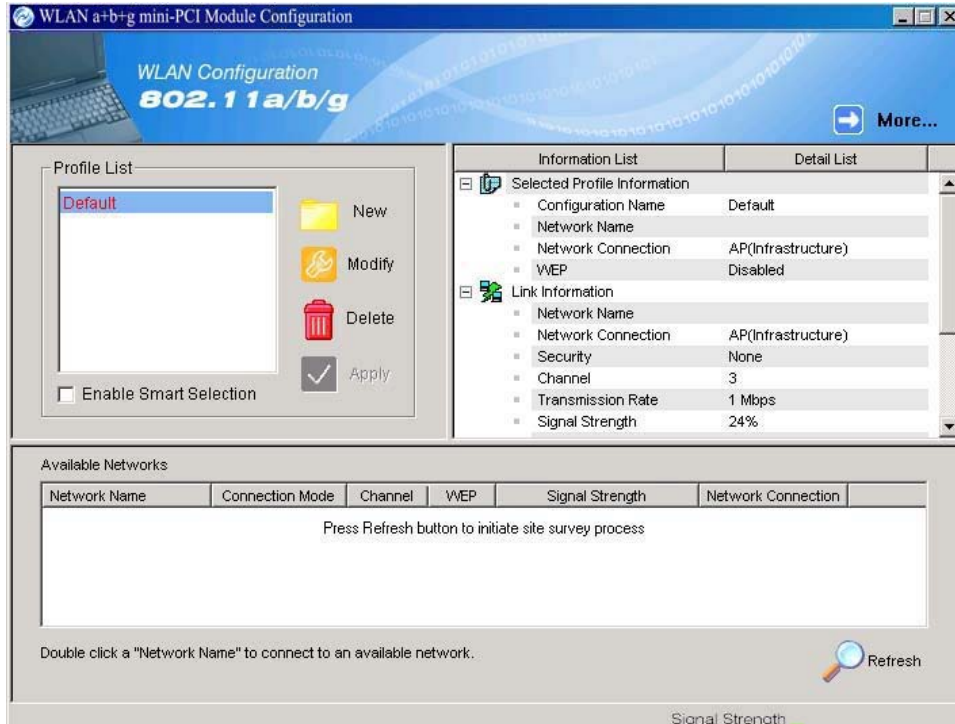 WLAN a+b+g mini-PCI Module Configuration
WLAN Configuration
802.11a/b/g
More...
Profile List
Default
New
Modify
Delete
Apply
Enable Smart Selection
Information List Detail List
Selected Profile Information
Configuration Name Default
Network Name
Network Connection AP(Infrastructure)
WEP Disabled
Link Information
Network Name
Network Connection AP(Infrastructure)
Security None
Channel 3
Transmission Rate 1 Mbps
Signal Strength 24%
Available Networks
Network Name Connection Mode Channel WEP Signal Strength Network Connection
Press Refresh button to initiate site survey process
Double click a "Network Name" to connect to an available network.
Refresh
Signal Strength